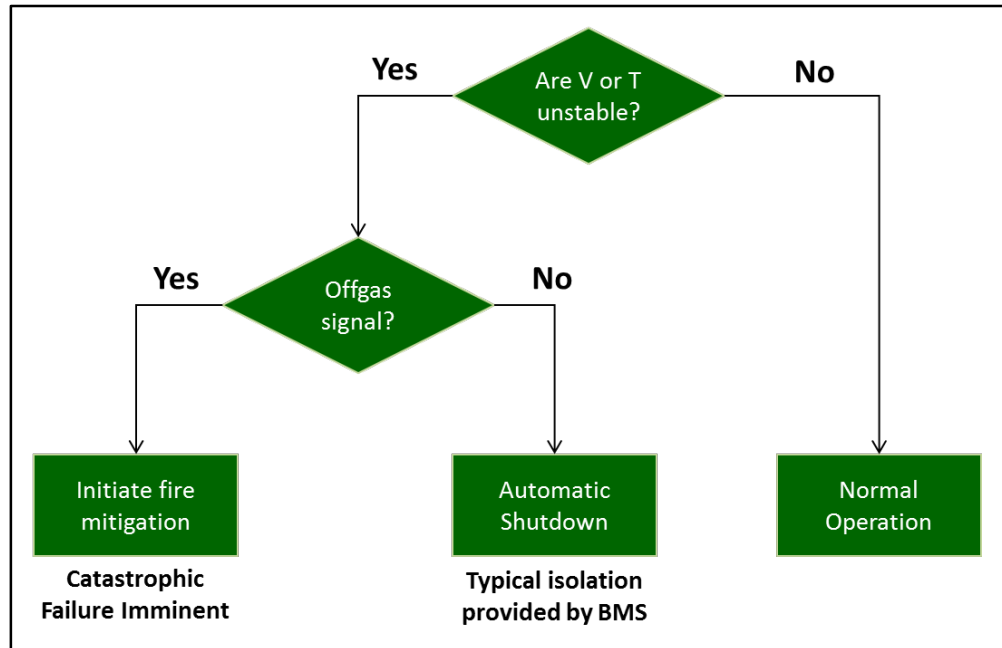 Yes
Are V or T
unstable?
No
Yes
Offgas
signal?
No
Initiate fire
mitigation
Catastrophic
Failure Imminent
Automatic
Shutdown
Typical isolation
provided by BMS
Normal
Operation